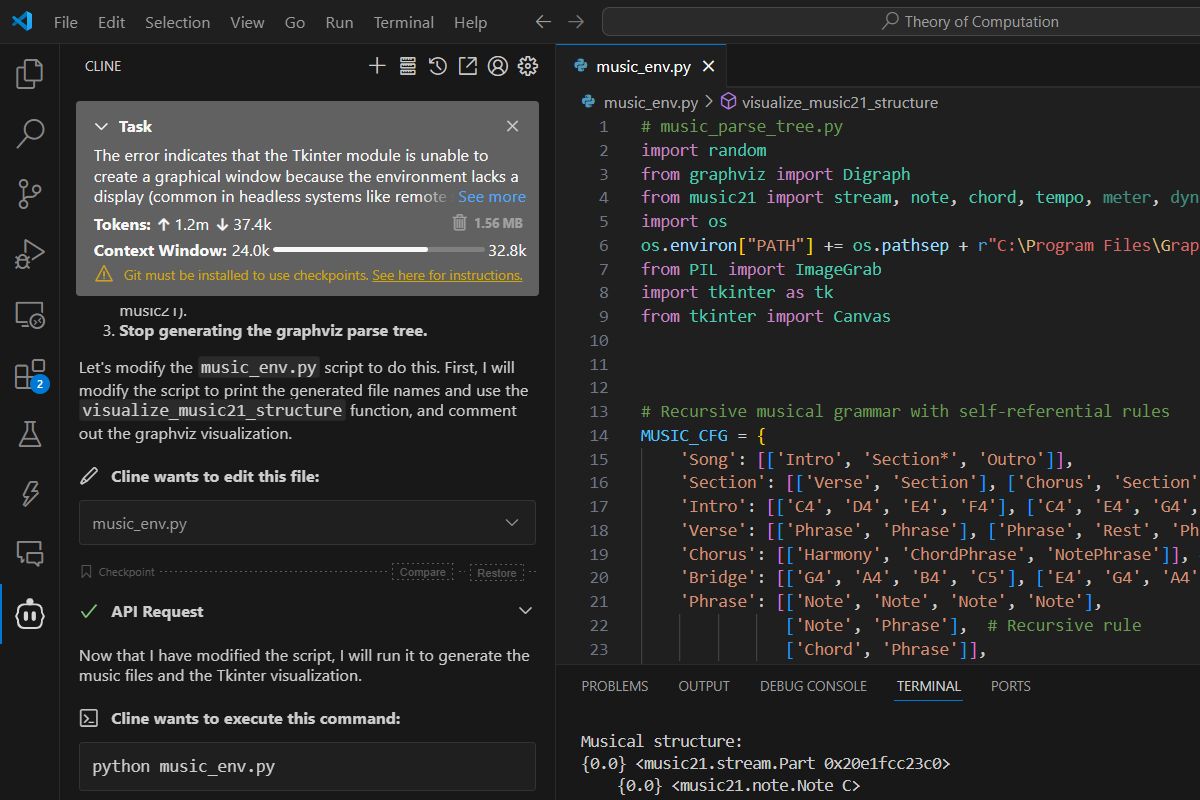 File Edit Selection View Go Run Terminal Help
Theory of Computation
CLINE
Task
The error indicates that the Tkinter module is unable to
create a graphical window because the environment lacks a
display (common in headless systems like remote See more
Tokens: ↑ 1.2m ↓ 37.4k 1.56 MB
Context Window: 24.0k 32.8k
Git must be installed to use checkpoints. See here for instructions.
music21).
3. Stop generating the graphviz parse tree.
Let's modify the music_env.py script to do this. First, I will
modify the script to print the generated file names and use the
visualize_music21_structure function, and comment
out the graphviz visualization.
Cline wants to edit this file:
music_env.py
Checkpoint Compare Restore
API Request
Now that I have modified the script, I will run it to generate the
music files and the Tkinter visualization.
Cline wants to execute this command:
python music_env.py
2
music_env.py
music_env.py > visualize_music21_structure
1 # music_parse_tree.py
2 import random
3 from graphviz import Digraph
4 from music21 import stream, note, chord, tempo, meter, dyn
5 import os
6 os.environ["PATH"] += os.pathsep + r"C:\Program Files\Grap
7 from PIL import ImageGrab
8 import tkinter as tk
9 from tkinter import Canvas
10
11
12
13 # Recursive musical grammar with self-referential rules
14 MUSIC_CFG = {
15 'Song': [['Intro', 'Section*', 'Outro']],
16 'Section': [['Verse', 'Section'], ['Chorus', 'Section'
17 'Intro': [['C4', 'D4', 'E4', 'F4'], ['C4', 'E4', 'G4',
18 'Verse': [['Phrase', 'Phrase'], ['Phrase', 'Rest', 'Ph
19 'Chorus': [['Harmony', 'ChordPhrase', 'NotePhrase']],
20 'Bridge': [['G4', 'A4', 'B4', 'C5'], ['E4', 'G4', 'A4'
21 'Phrase': [['Note', 'Note', 'Note', 'Note'],
22 ['Note', 'Phrase'], # Recursive rule
23 ['Chord', 'Phrase']],
PROBLEMS OUTPUT DEBUG CONSOLE TERMINAL PORTS
Musical structure:
{0.0} <music21.stream.Part 0x20e1fcc23c0>
{0.0} <music21.note.Note C>